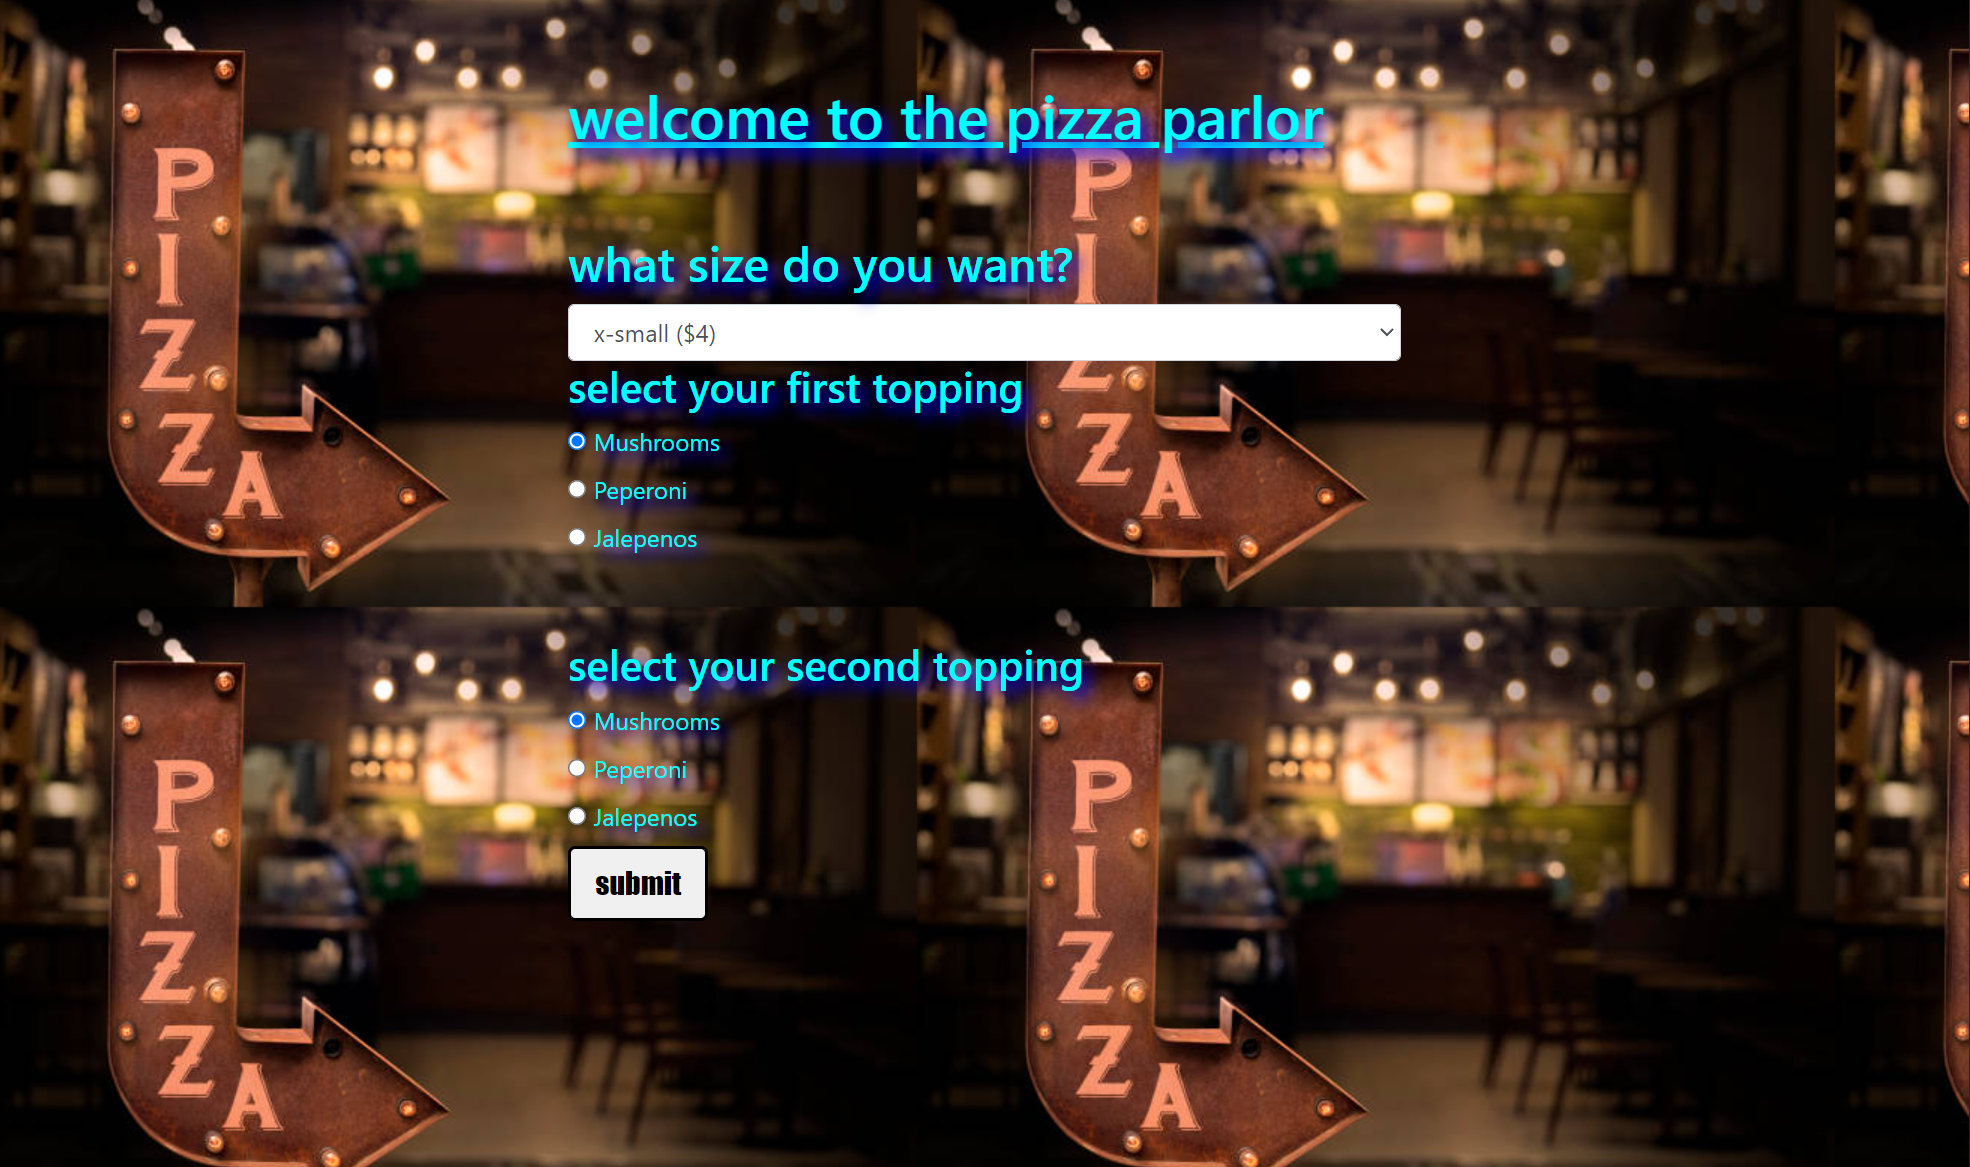 welcome to the pizza parlor
what size do you want?
x-small ($4)
select your first topping
Mushrooms
Peperoni
Jalepenos
select your second topping
Mushrooms
Peperoni
Jalepenos
submit
PIZZA
PIZZA
PIZZA
PIZZA